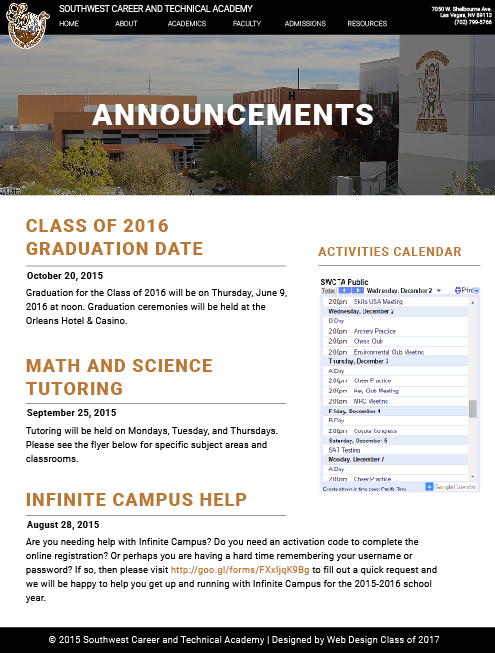 SOUTHWEST CAREER AND TECHNICAL ACADEMY
7050 W. Shelbourne Ave.
Las Vegas, NV 89113
(702) 799-5766
HOME ABOUT ACADEMICS FACULTY ADMISSIONS RESOURCES
ANNOUNCEMENTS
CLASS OF 2016
GRADUATION DATE
October 20, 2015
Graduation for the Class of 2016 will be on Thursday, June 9,
2016 at noon. Graduation ceremonies will be held at the
Orleans Hotel & Casino.
MATH AND SCIENCE
TUTORING
September 25, 2015
Tutoring will be held on Mondays, Tuesday, and Thursdays.
Please see the flyer below for specific subject areas and
classrooms.
INFINITE CAMPUS HELP
August 28, 2015
Are you needing help with Infinite Campus? Do you need an activation code to complete the
online registration? Or perhaps you are having a hard time remembering your username or
password? If so, then please visit http://goo.gl/forms/FXxIjqK9Bg to fill out a quick request and
we will be happy to help you get up and running with Infinite Campus for the 2015-2016 school
year.
ACTIVITIES CALENDAR
SWCTA Public
Today Wednesday, December 2 Print
2:00pm Skills USA Meeting
Wednesday, December 2
B Day
2:00pm Archery Practice
2:00pm Chess Club
2:00pm Environmental Club Meeting
Thursday, December 3
A Day
2:00pm Cheer Practice
2:00pm Key Club Meeting
2:00pm Meeting
Friday, December 4
B Day
2:00pm Coyote Congress
Saturday, December 5
SAT Testing
Monday, December 7
A Day
2:00pm Cheer Practice
Events shown in time zone: Pacific Time
Google Calendar
© 2015 Southwest Career and Technical Academy | Designed by Web Design Class of 2017